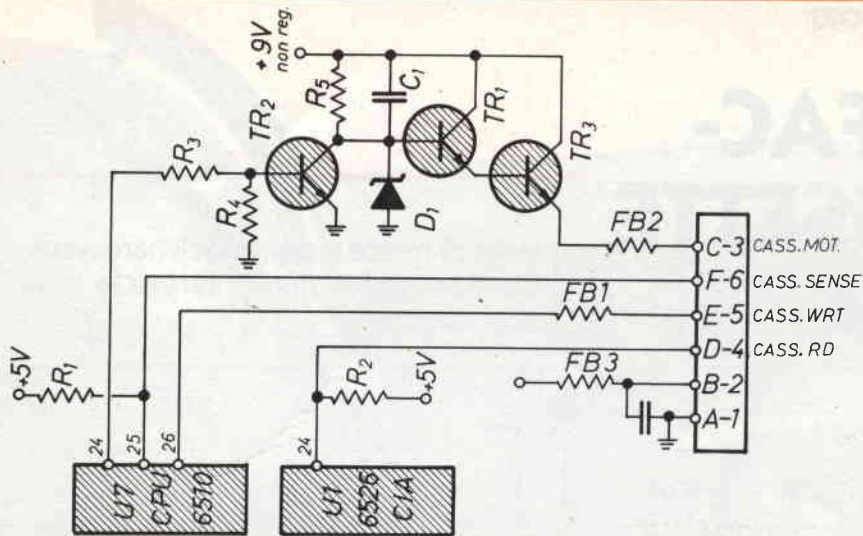 FAC-
+9V
non reg.
R5
C1
TR2
TR1
TR3
R3
R4
D1
FB2
C-3 CASS.MOT.
F-6 CASS.SENSE
FB1
E-5 CASS.WRT
D-4 CASS.RD
FB3
B-2
A-1
+5V
R1
R2
+5V
24
25
26
24
U7
CPU
6510
U1
6526
CIA